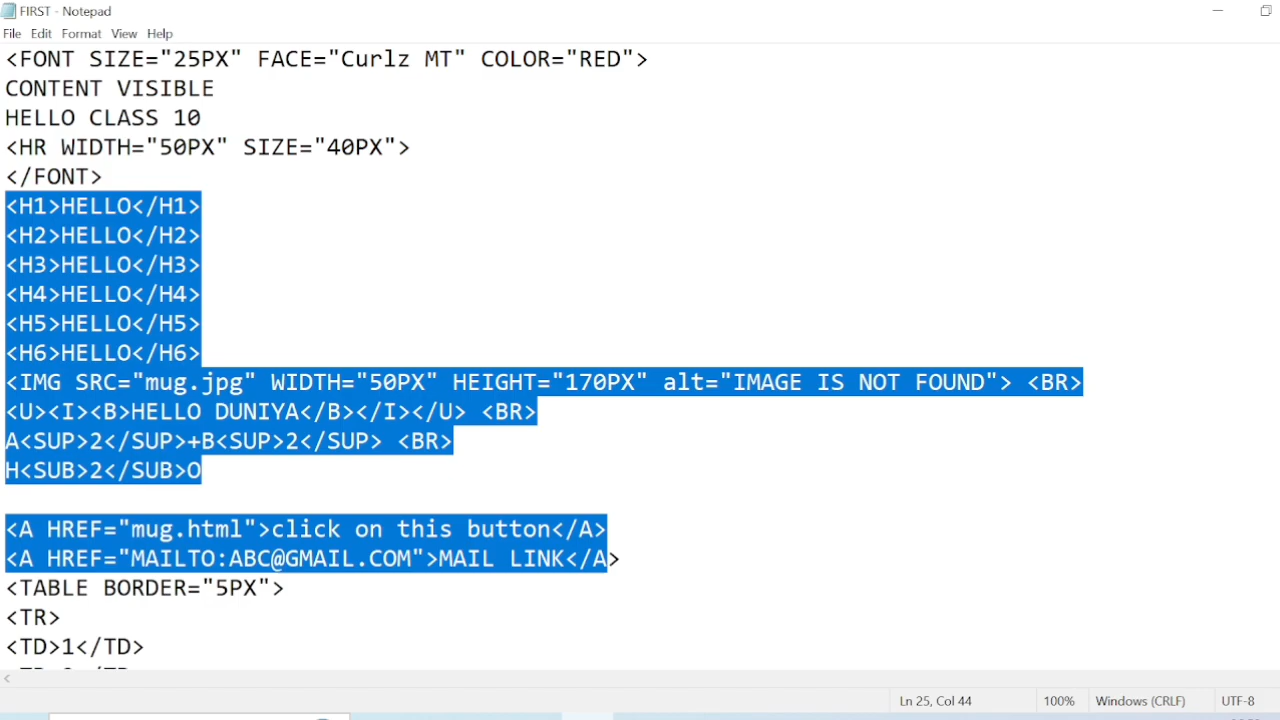 FIRST - Notepad
File Edit Format View Help
<FONT SIZE="25PX" FACE="Curlz MT" COLOR="RED">
CONTENT VISIBLE
HELLO CLASS 10
<HR WIDTH="50PX" SIZE="40PX">
</FONT>
<H1>HELLO</H1>
<H2>HELLO</H2>
<H3>HELLO</H3>
<H4>HELLO</H4>
<H5>HELLO</H5>
<H6>HELLO</H6>
<IMG SRC="mug.jpg" WIDTH="50PX" HEIGHT="170PX" alt="IMAGE IS NOT FOUND"> <BR>
<U><I><B>HELLO DUNIYA</B></I></U> <BR>
A<SUP>2</SUP>+B<SUP>2</SUP> <BR>
H<SUB>2</SUB>O
<A HREF="mug.html">click on this button</A>
<A HREF="MAILTO:ABC@GMAIL.COM">MAIL LINK</A>
<TABLE BORDER="5PX">
<TR>
<TD>1</TD>
Ln 25, Col 44 100% Windows (CRLF) UTF-8